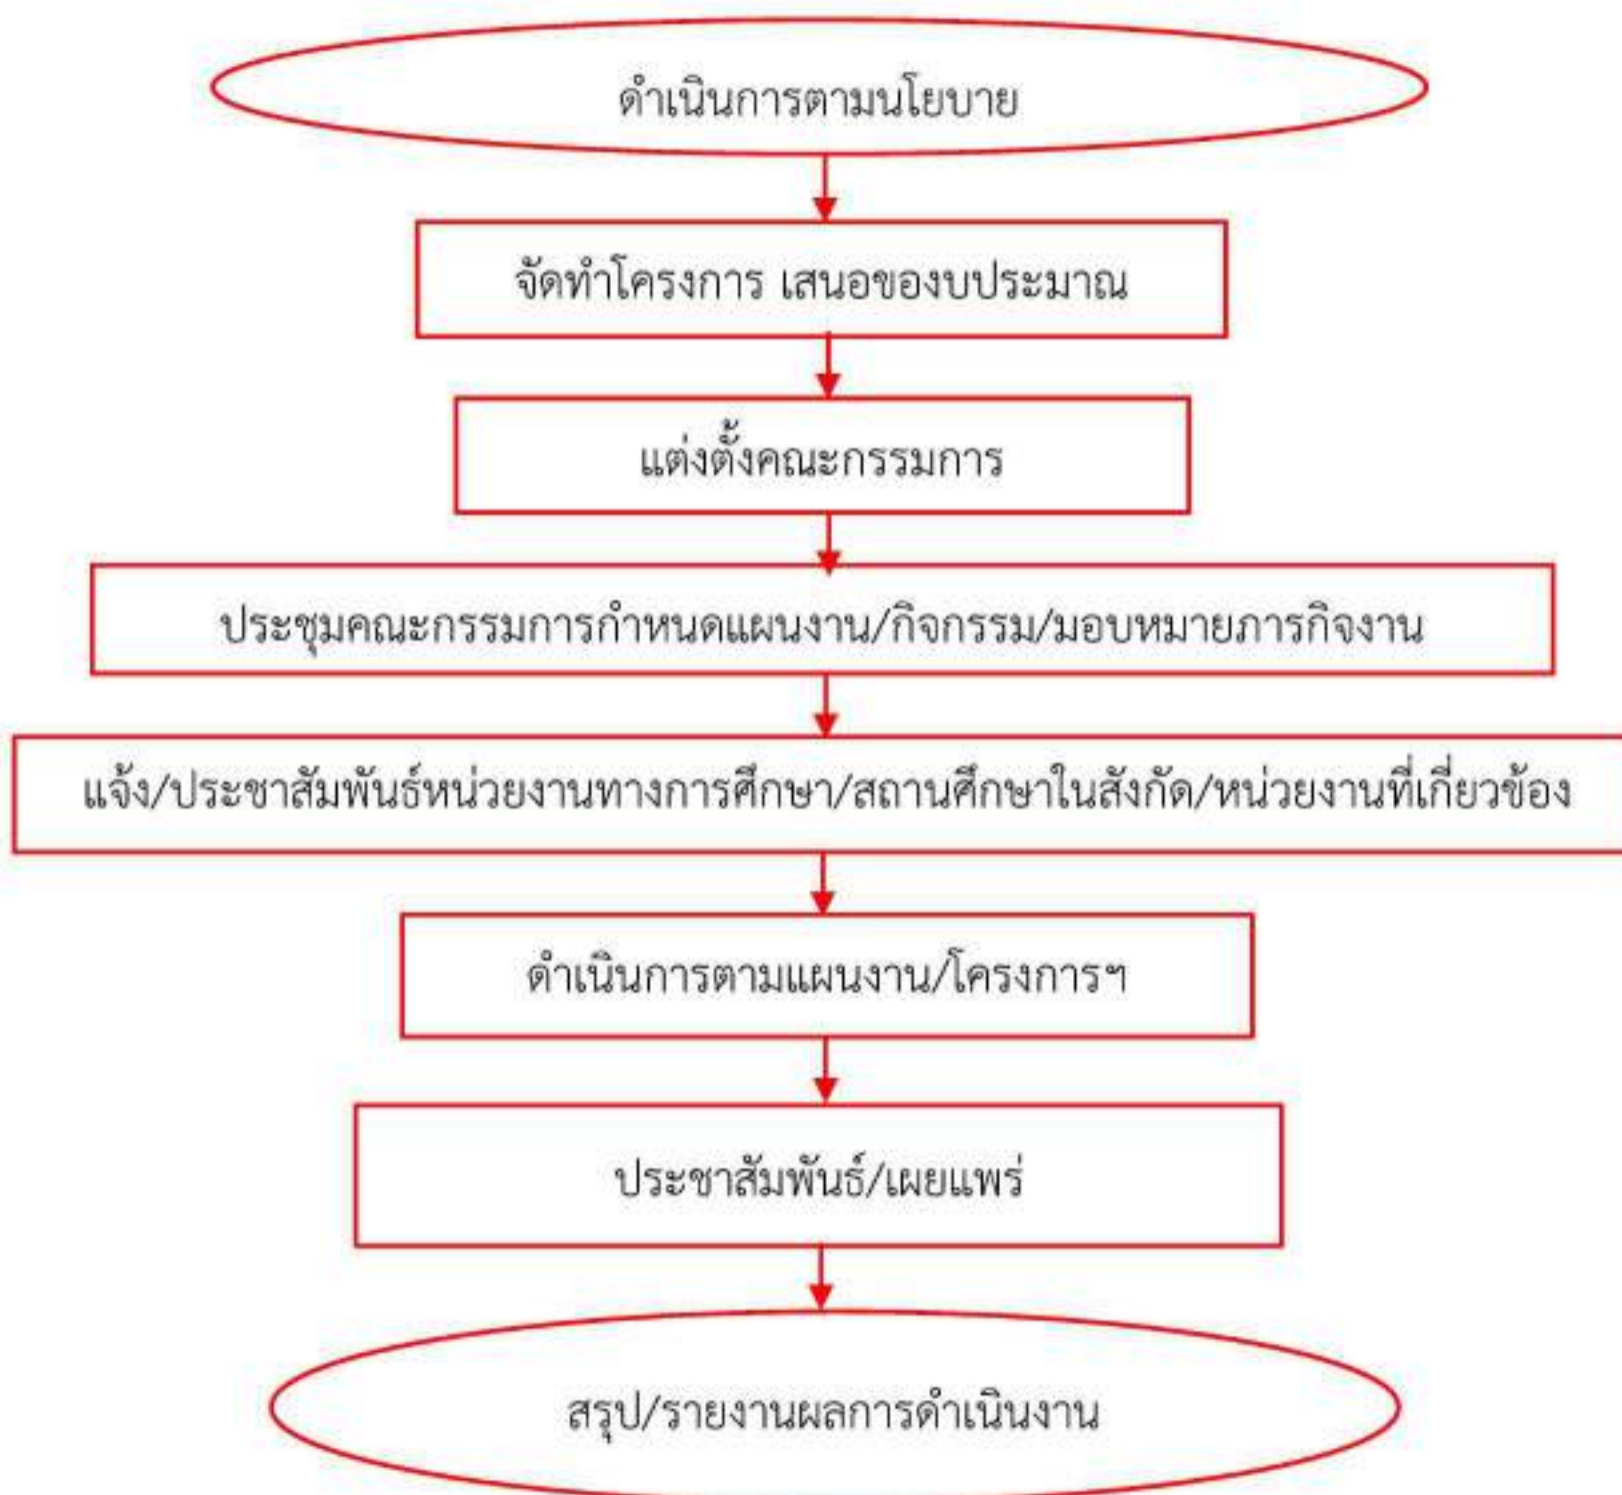 ดำเนินการตามนโยบาย
จัดทำโครงการ เสนอของบประมาณ
แต่งตั้งคณะกรรมการ
ประชุมคณะกรรมการกำหนดแผนงาน/กิจกรรม/มอบหมายภารกิจงาน
แจ้ง/ประชาสัมพันธ์หน่วยงานทางการศึกษา/สถานศึกษาในสังกัด/หน่วยงานที่เกี่ยวข้อง
ดำเนินการตามแผนงาน/โครงการฯ
ประชาสัมพันธ์/เผยแพร่
สรุป/รายงานผลการดำเนินงาน